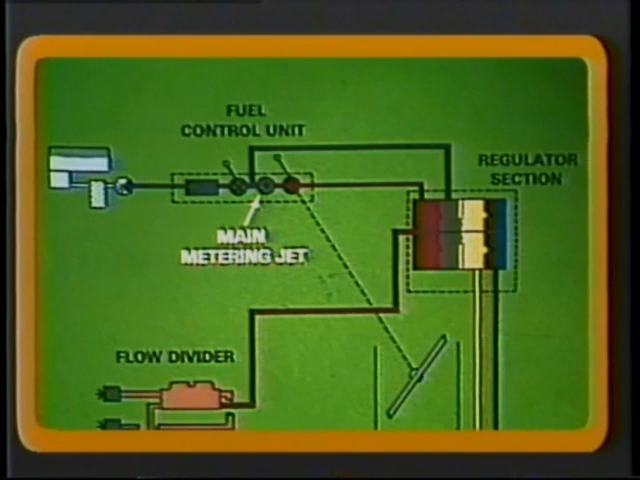 FUEL
CONTROL UNIT
REGULATOR
SECTION
MAIN
METERING JET
FLOW DIVIDER